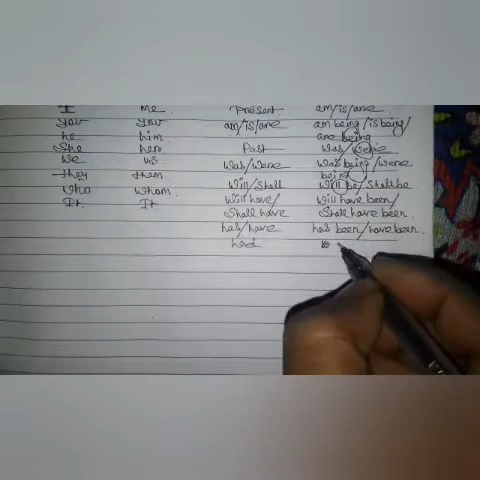 I me Present am/is/are
you you am/is/are am being/is being/
he him are being
She her Past was/were
we us was/were was being/were
they them being
who whom will/shall will be/shall be
It It will have/ will have been/
shall have shall have been
has/have has been/have been.
had